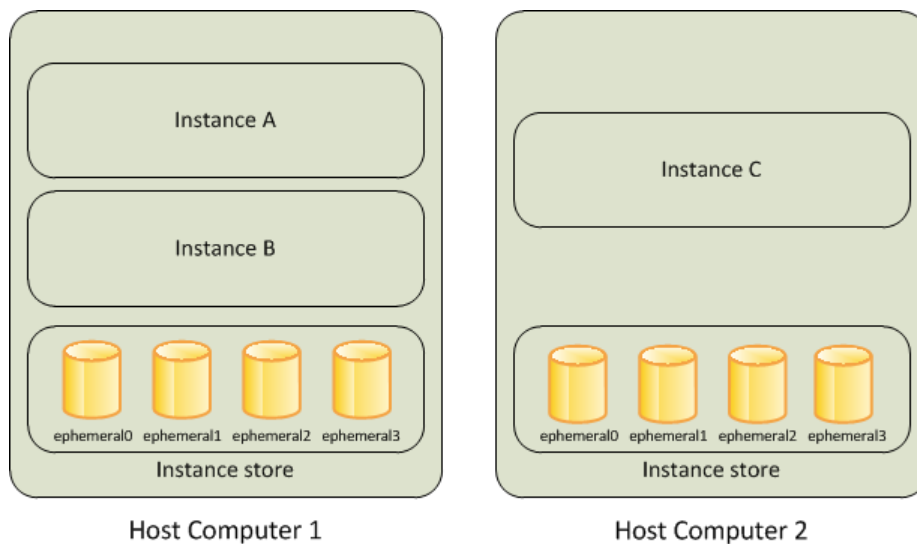 Instance A
Instance B
ephemeral0 ephemeral1 ephemeral2 ephemeral3
Instance store
Host Computer 1
Instance C
ephemeral0 ephemeral1 ephemeral2 ephemeral3
Instance store
Host Computer 2